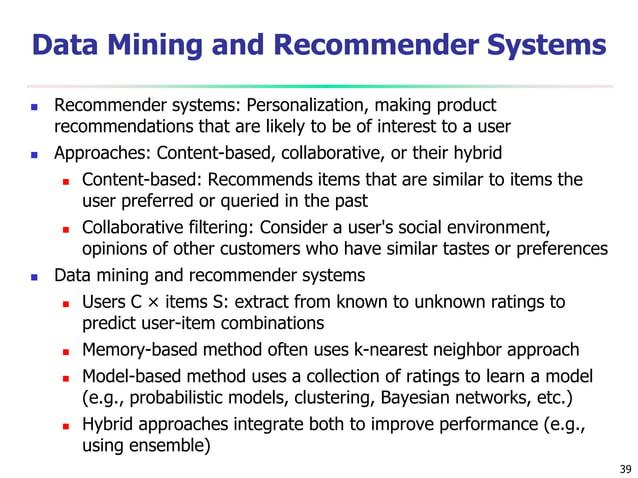 Data Mining and Recommender Systems
Recommender systems: Personalization, making product
recommendations that are likely to be of interest to a user
Approaches: Content-based, collaborative, or their hybrid
Content-based: Recommends items that are similar to items the
user preferred or queried in the past
Collaborative filtering: Consider a user's social environment,
opinions of other customers who have similar tastes or preferences
Data mining and recommender systems
Users C × items S: extract from known to unknown ratings to
predict user-item combinations
Memory-based method often uses k-nearest neighbor approach
Model-based method uses a collection of ratings to learn a model
(e.g., probabilistic models, clustering, Bayesian networks, etc.)
Hybrid approaches integrate both to improve performance (e.g.,
using ensemble)
39